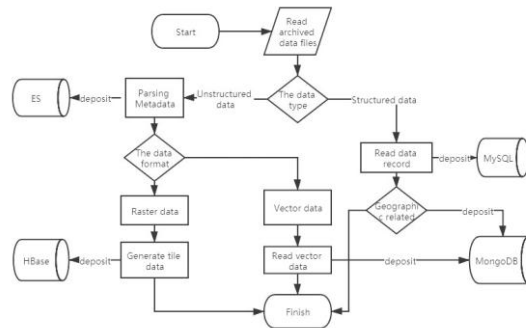 Start
Read
archived
data files
ES
deposit
Parsing
Metadata
Unstructured
data
The data
type
Structured data
The data
format
Read data
record
deposit
MySQL
Raster data
Vector data
Geographi
c related
deposit
HBase
deposit
Generate tile
data
Read vector
data
deposit
MongoDB
Finish